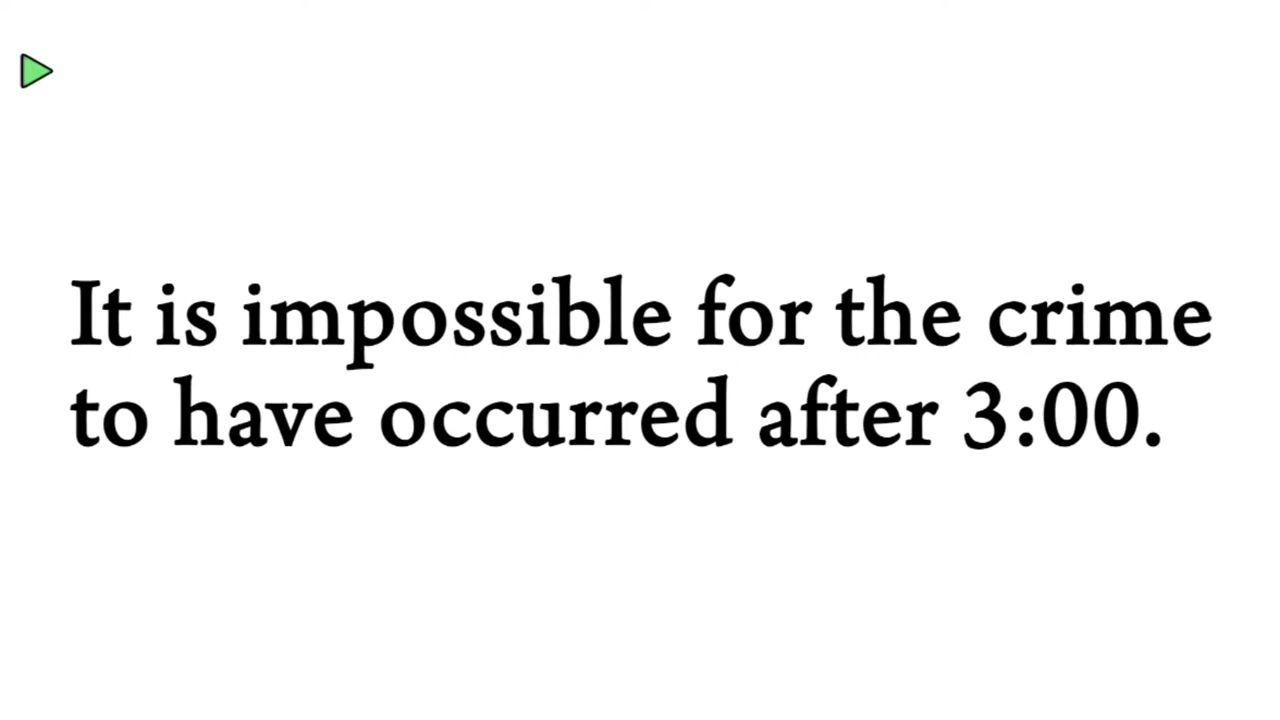 It is impossible for the crime
to have occurred after 3:00.